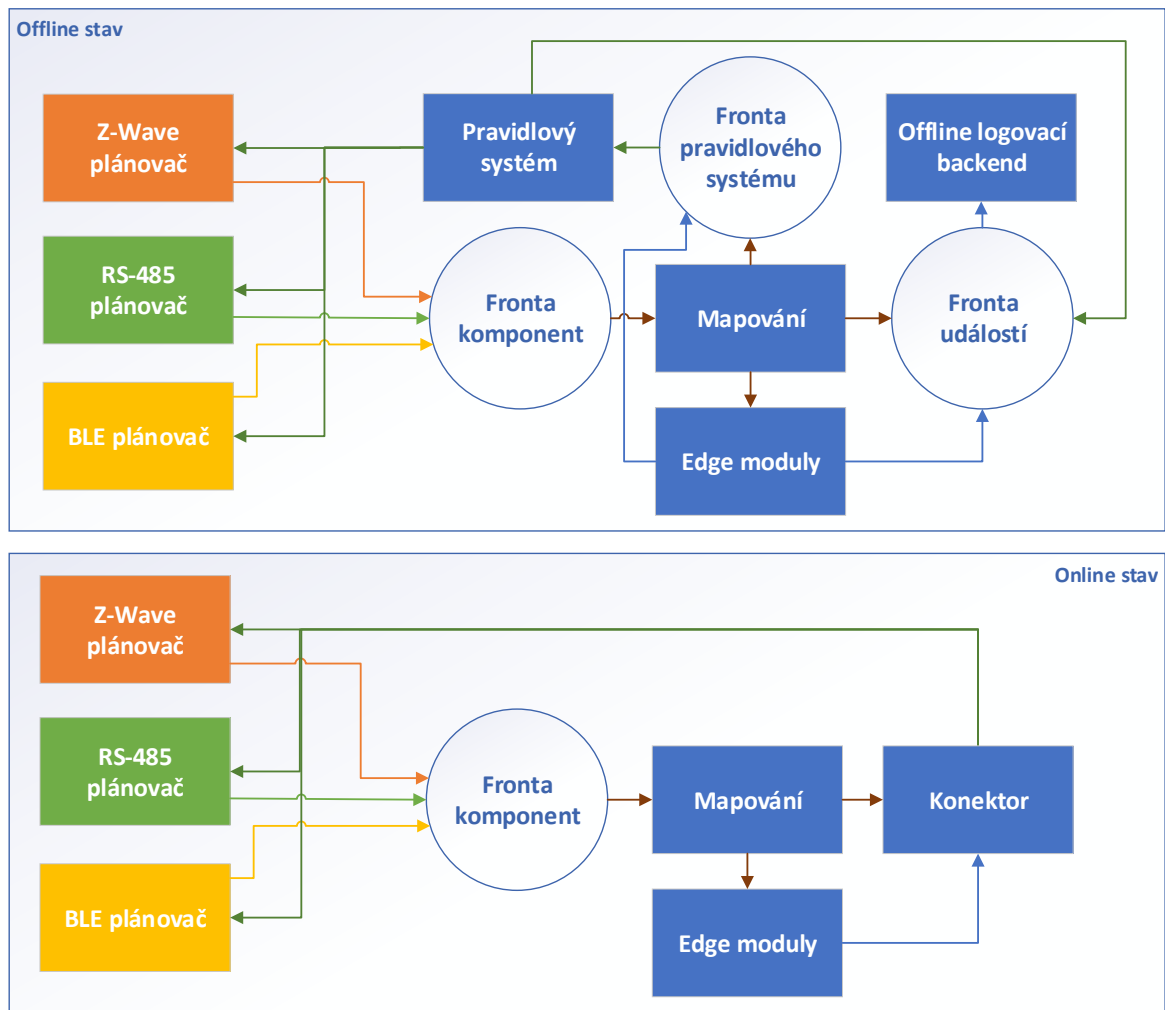 Offline stav
Z-Wave
plánovač
Pravidlový
systém
Fronta
pravidlového
systému
Offline logovací
backend
RS-485
plánovač
Fronta
komponent
Mapování
Fronta
událostí
BLE plánovač
Edge moduly
Online stav
Z-Wave
plánovač
RS-485
plánovač
Fronta
komponent
Mapování
Konektor
BLE plánovač
Edge moduly